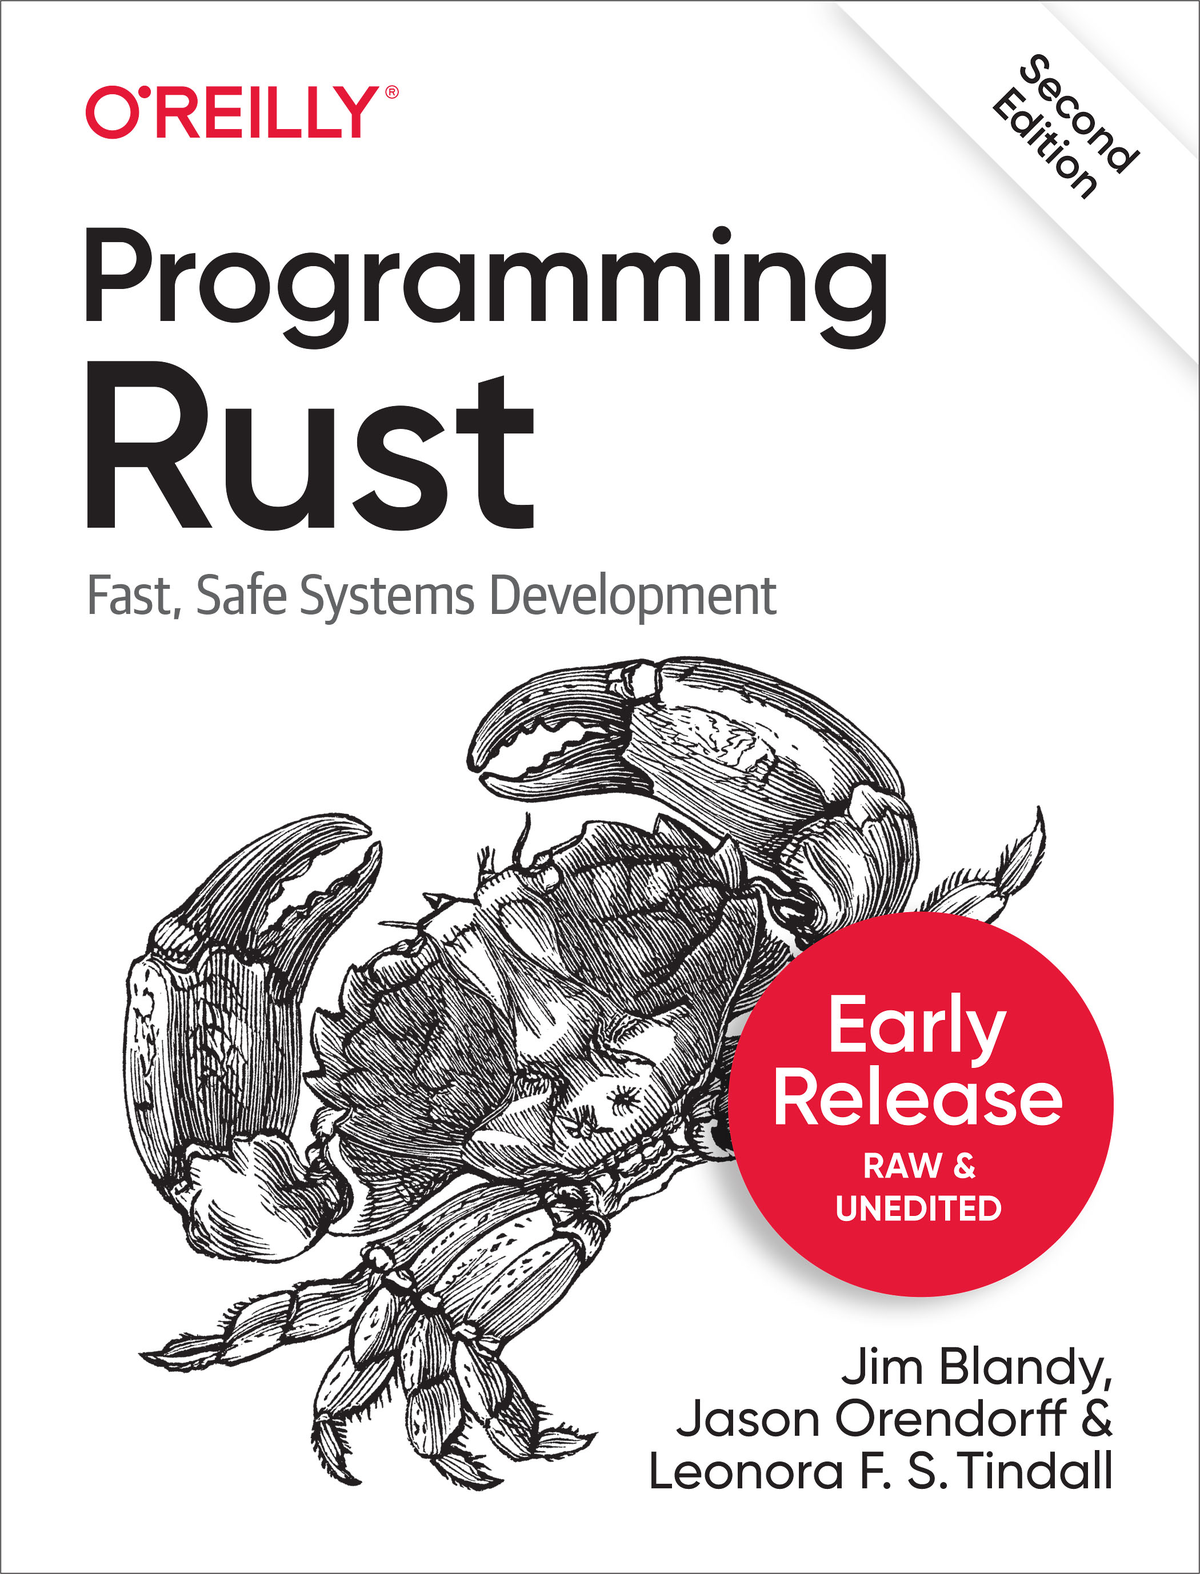 O'REILLY®
Second
Edition
Programming
Rust
Fast, Safe Systems Development
Early
Release
RAW &
UNEDITED
Jim Blandy,
Jason Orendorff &
Leonora F. S. Tindall